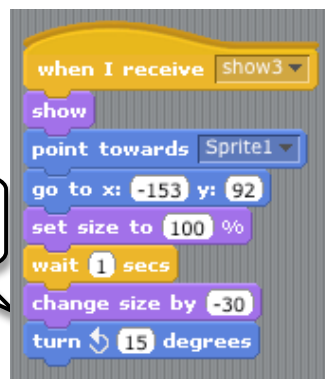 when I receive show3
show
point towards Sprite1
go to x: -153 y: 92
set size to 100 %
wait 1 secs
change size by -30
turn 15 degrees